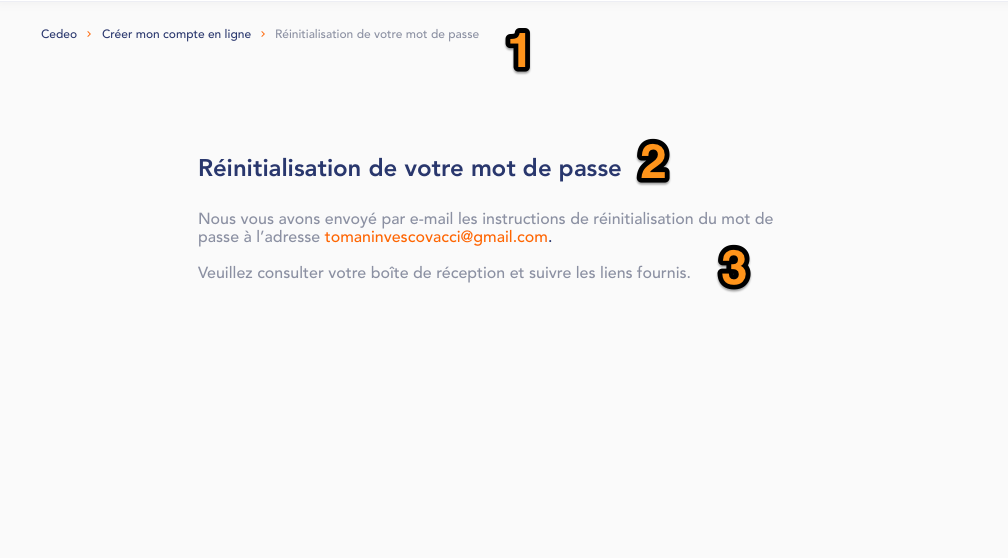 Cedeo > Créer mon compte en ligne > Réinitialisation de votre mot de passe
1
Réinitialisation de votre mot de passe 2
Nous vous avons envoyé par e-mail les instructions de réinitialisation du mot de
passe à l’adresse tomaninvescovacci@gmail.com.
Veuillez consulter votre boîte de réception et suivre les liens fournis.
3